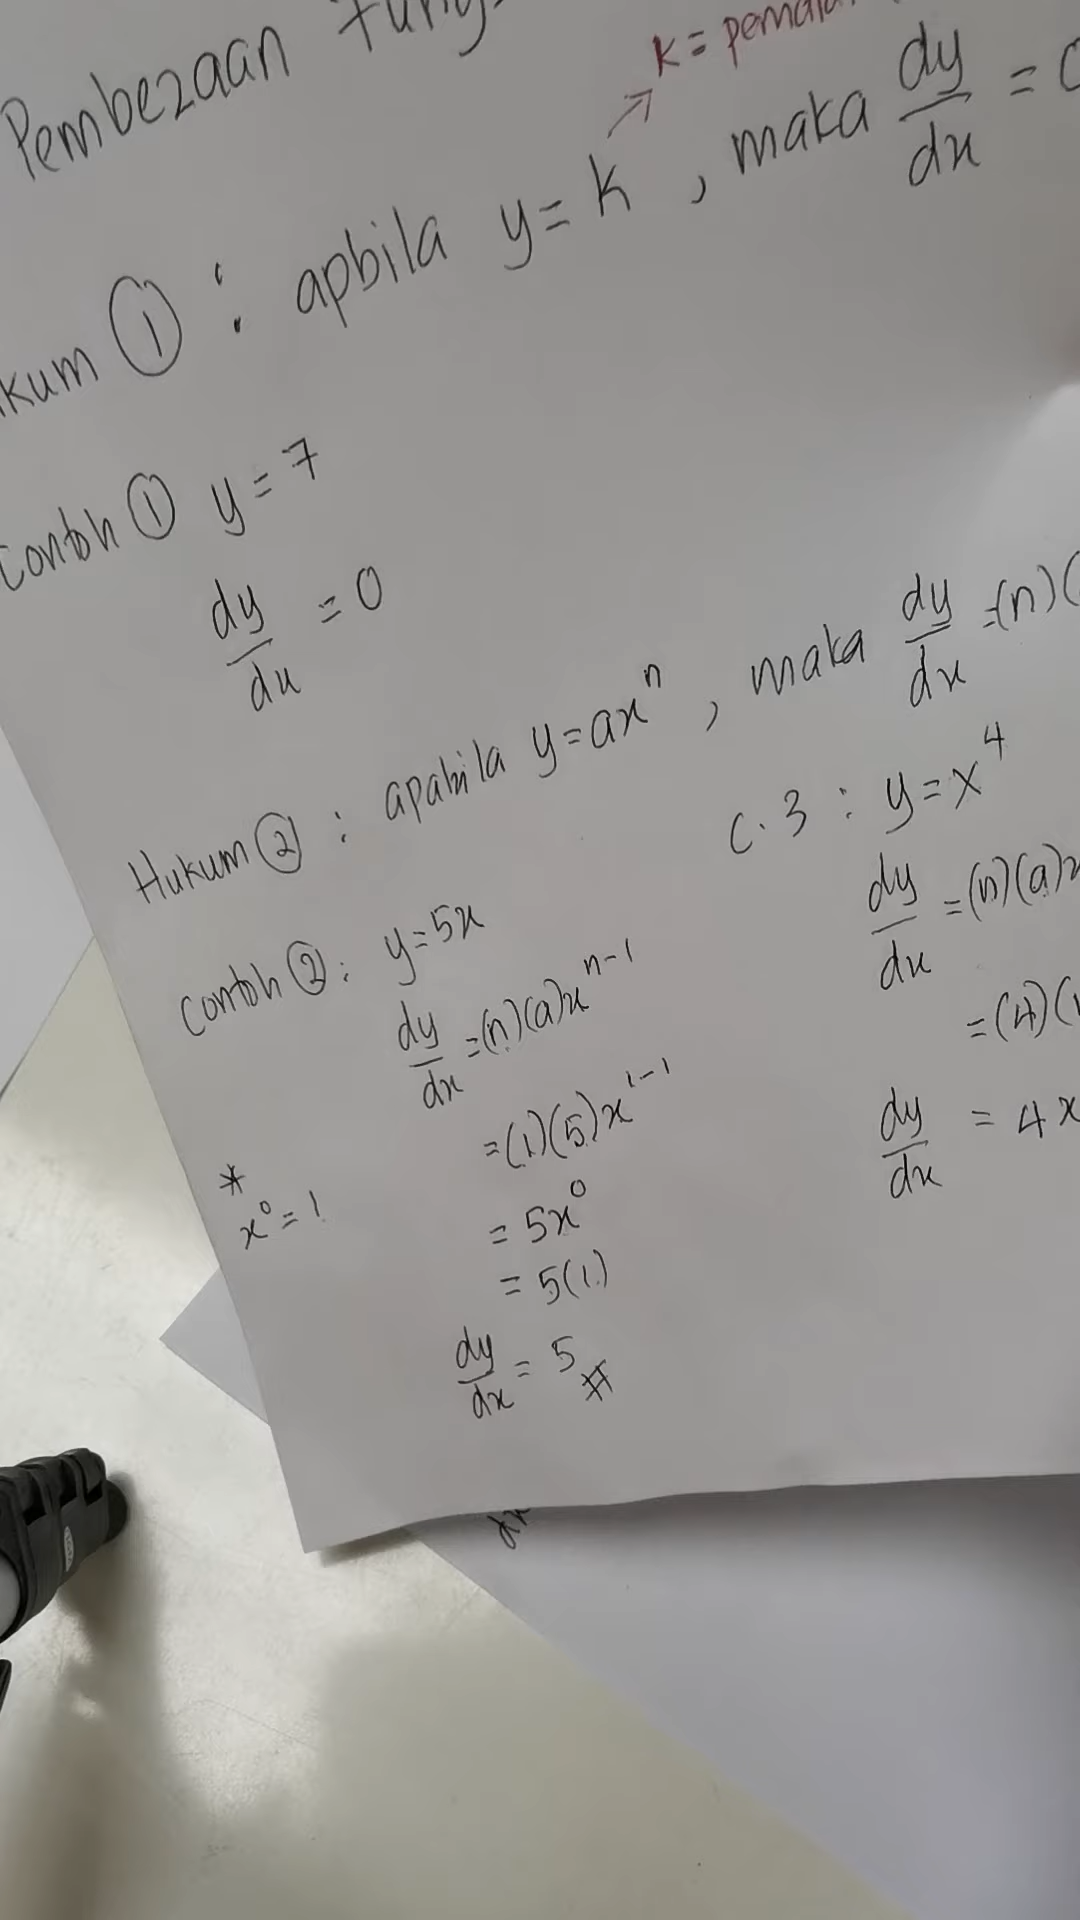 Pembezaan
k = pemala
apbila y = k , maka dy/dx =
kum ① :
Contoh ① y = 7
dy/dx = 0
Hukum ② : apabila y = ax^n , maka dy/dx = (n)(
Contoh ② : y = 5x
dy/dx = (n)(a)x^{n-1}
= (1)(5)x^{1-1}
* x^0 = 1
= 5x^0
= 5(1)
dy/dx = 5 #
C.3 : y = x^4
dy/dx = (n)(a)x
= (4)(1
dy/dx = 4x